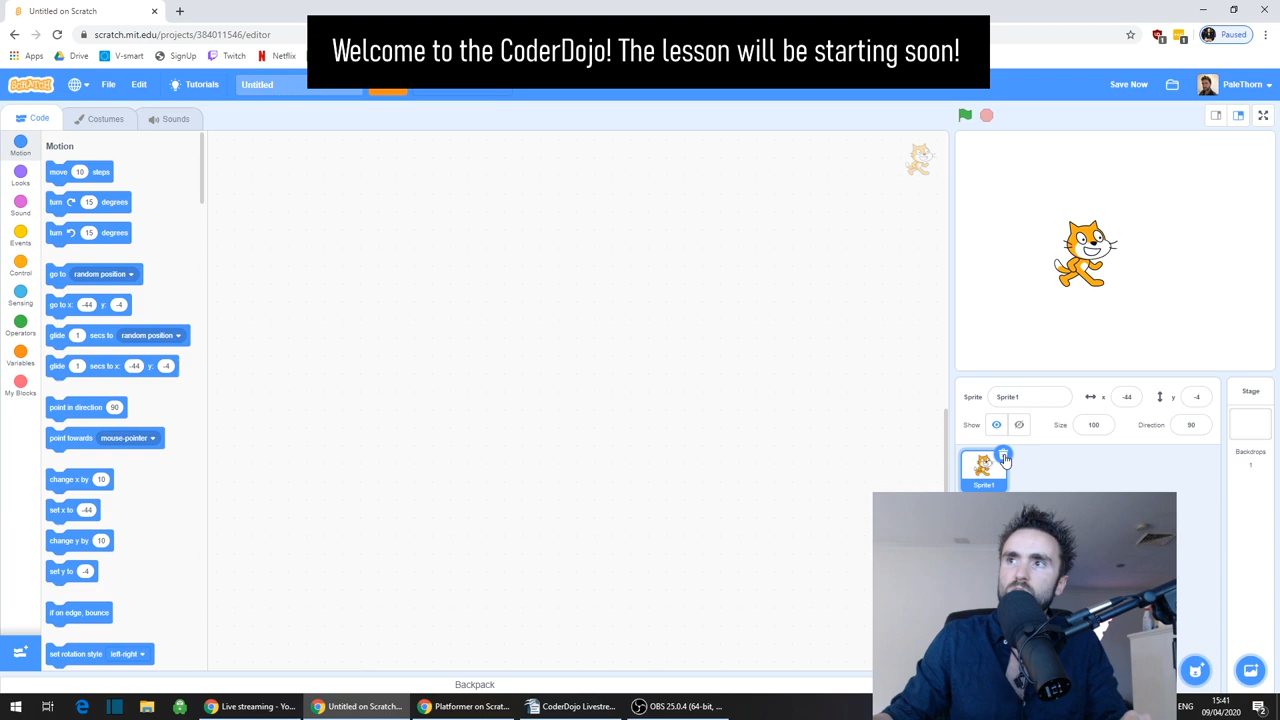 Untitled on Scratch
scratch.mit.edu/projects/384011546/editor
Paused
Apps
Drive
V-smart
SignUp
Twitch
Netflix
Welcome to the CoderDojo! The lesson will be starting soon!
SCRATCH
File
Edit
Tutorials
Untitled
Save Now
PaleThorn
Code
Costumes
Sounds
Motion
Looks
Sound
Events
Control
Sensing
Operators
Variables
My Blocks
Motion
move 10 steps
turn 15 degrees
turn 15 degrees
go to random position
go to x: -44 y: -4
glide 1 secs to random position
glide 1 secs to x: -44 y: -4
point in direction 90
point towards mouse-pointer
change x by 10
set x to -44
change y by 10
set y to -4
if on edge, bounce
set rotation style left-right
Sprite Sprite1 x -44 y -4
Show Size 100 Direction 90
Sprite1
Stage
Backdrops
1
Backpack
Live streaming - Yo...
Untitled on Scratch...
Platformer on Scrat...
CoderDojo Livestre...
OBS 25.0.4 (64-bit, ...
ENG
15:41
09/04/2020
2